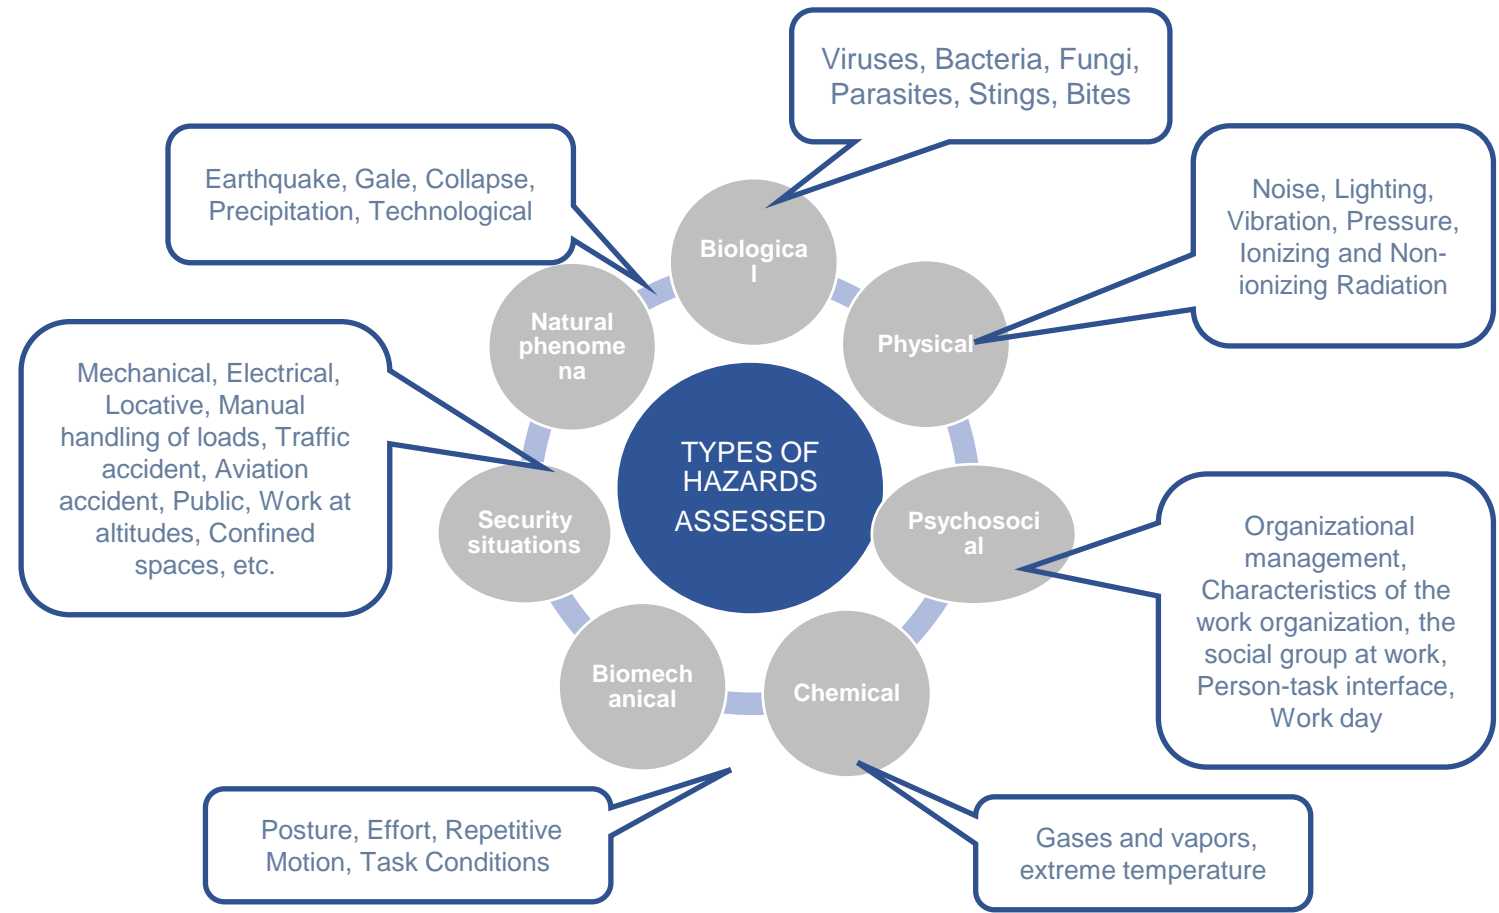 Viruses, Bacteria, Fungi,
Parasites, Stings, Bites
Earthquake, Gale, Collapse,
Precipitation, Technological
Noise, Lighting,
Vibration, Pressure,
Ionizing and Non-
ionizing Radiation
Biologica
l
Natural
phenome
na
Physical
Mechanical, Electrical,
Locative, Manual
handling of loads, Traffic
accident, Aviation
accident, Public, Work at
altitudes, Confined
spaces, etc.
TYPES OF
HAZARDS
ASSESSED
Security
situations
Psychosoci
al
Organizational
management,
Characteristics of the
work organization, the
social group at work,
Person-task interface,
Work day
Biomech
anical
Chemical
Posture, Effort, Repetitive
Motion, Task Conditions
Gases and vapors,
extreme temperature